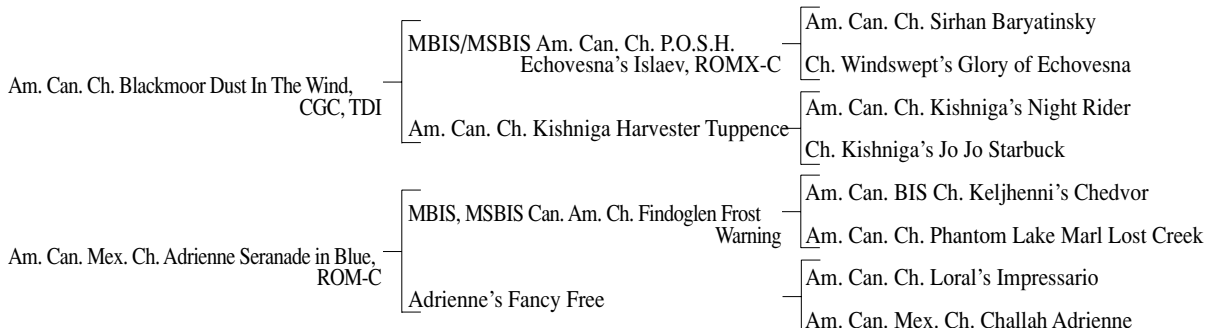 Am. Can. Ch. Blackmoor Dust In The Wind,
CGC, TDI
MBIS/MSBIS Am. Can. Ch. P.O.S.H.
Echovesna's Islaev, ROMX-C
Am. Can. Ch. Sirhan Baryatinsky
Ch. Windswept's Glory of Echovesna
Am. Can. Ch. Kishniga Harvester Tuppence
Am. Can. Ch. Kishniga's Night Rider
Ch. Kishniga's Jo Jo Starbuck
Am. Can. Mex. Ch. Adrienne Seranade in Blue,
ROM-C
MBIS, MSBIS Can. Am. Ch. Findoglen Frost
Warning
Am. Can. BIS Ch. Keljhenni's Chedvor
Am. Can. Ch. Phantom Lake Marl Lost Creek
Adrienne's Fancy Free
Am. Can. Ch. Loral's Impressario
Am. Can. Mex. Ch. Challah Adrienne